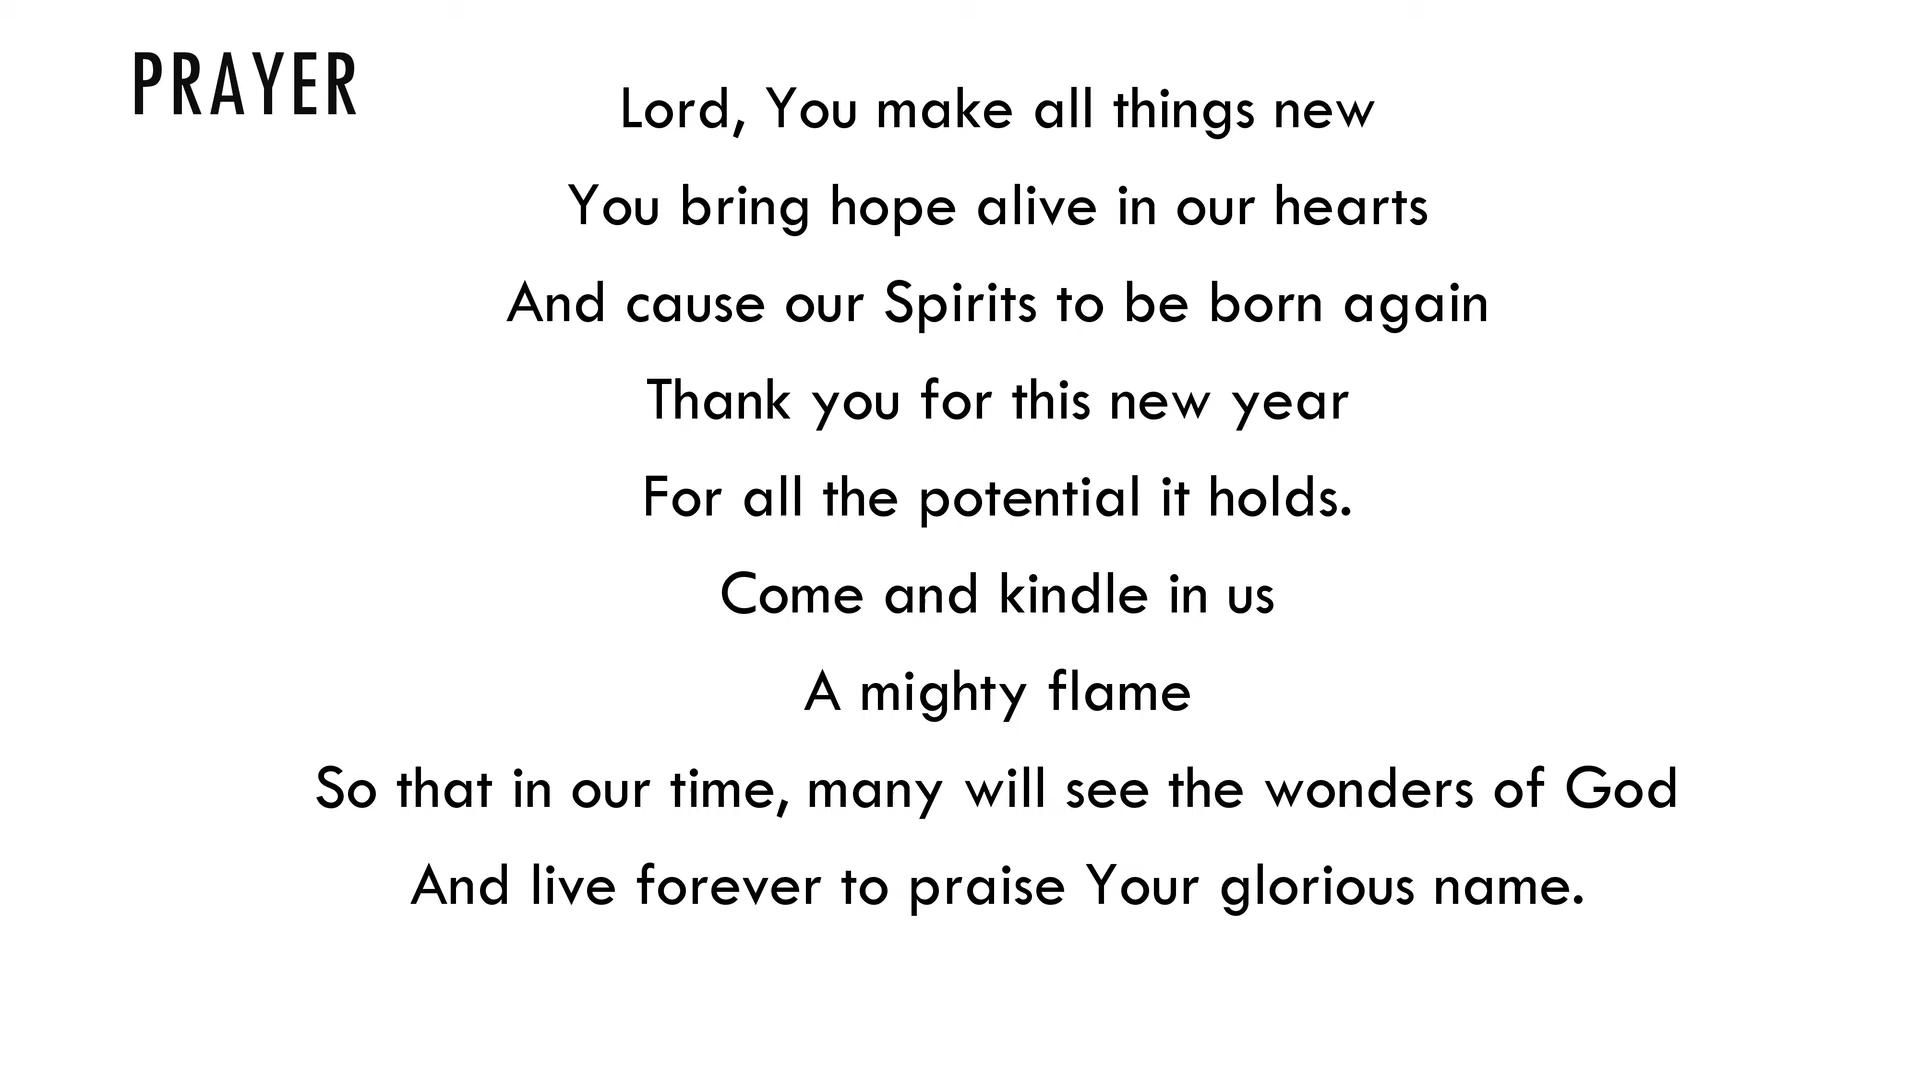 PRAYER
Lord, You make all things new
You bring hope alive in our hearts
And cause our Spirits to be born again
Thank you for this new year
For all the potential it holds.
Come and kindle in us
A mighty flame
So that in our time, many will see the wonders of God
And live forever to praise Your glorious name.